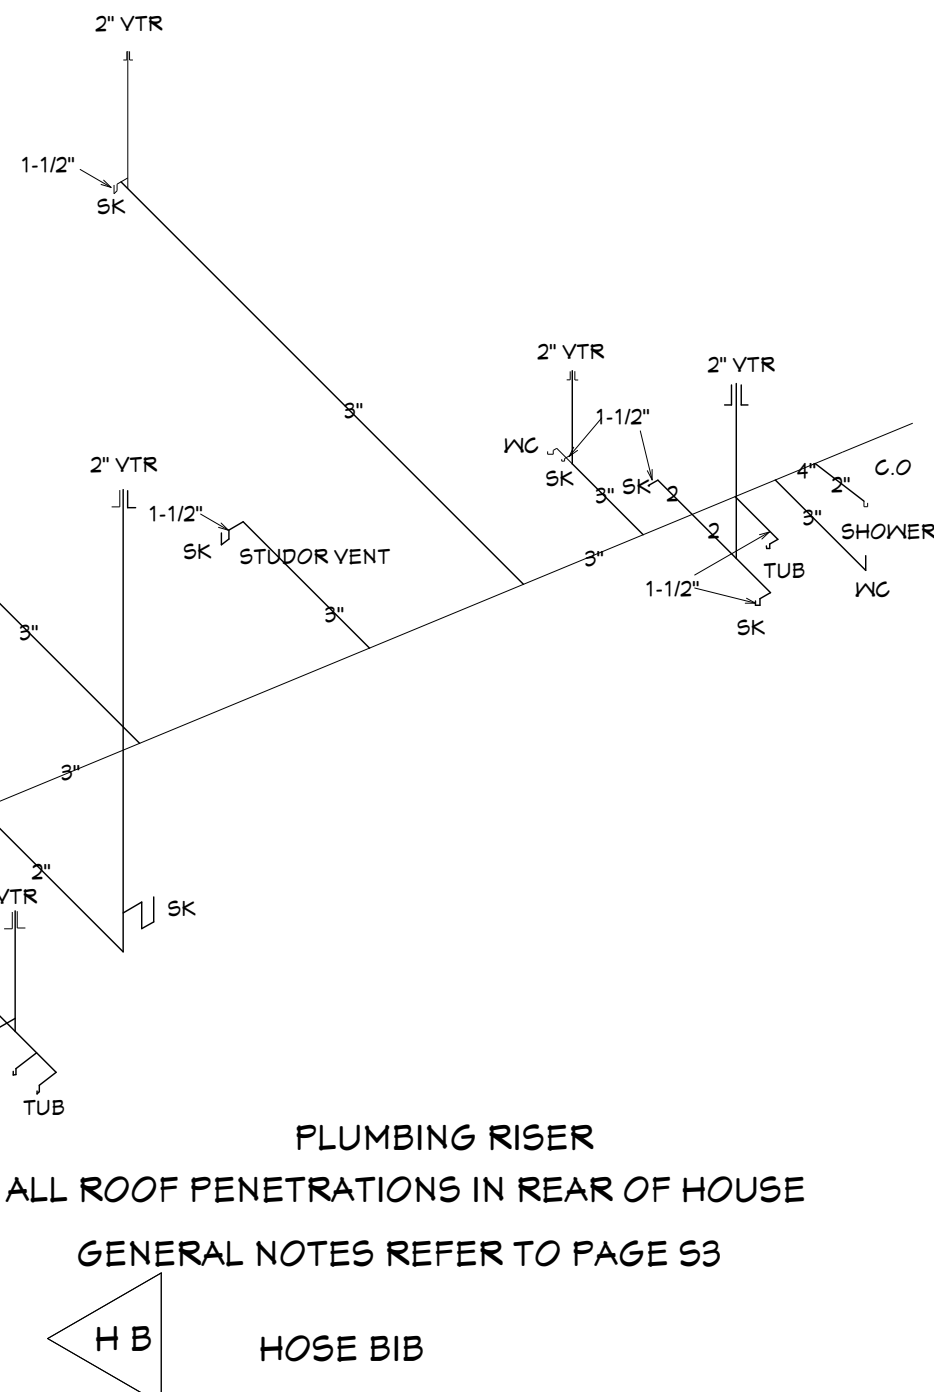 2" VTR
1-1/2"
SK
3"
2" VTR
2" VTR
1-1/2"
WC
SK
3"
SK
2
2
4"
2"
C.O
3"
SHOWER
2" VTR
1-1/2"
SK
STUDOR VENT
3"
3"
TUB
1-1/2"
WC
SK
3"
3"
2"
VTR
SK
TUB
PLUMBING RISER
ALL ROOF PENETRATIONS IN REAR OF HOUSE
GENERAL NOTES REFER TO PAGE S3
H B
HOSE BIB